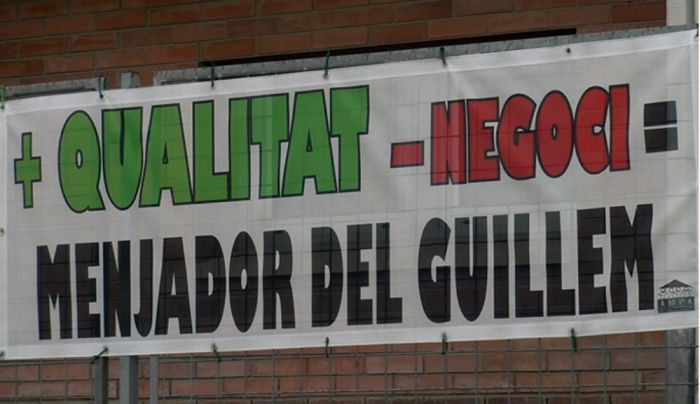 + QUALITAT - NEGOCI =
MENJADOR DEL GUILLEM